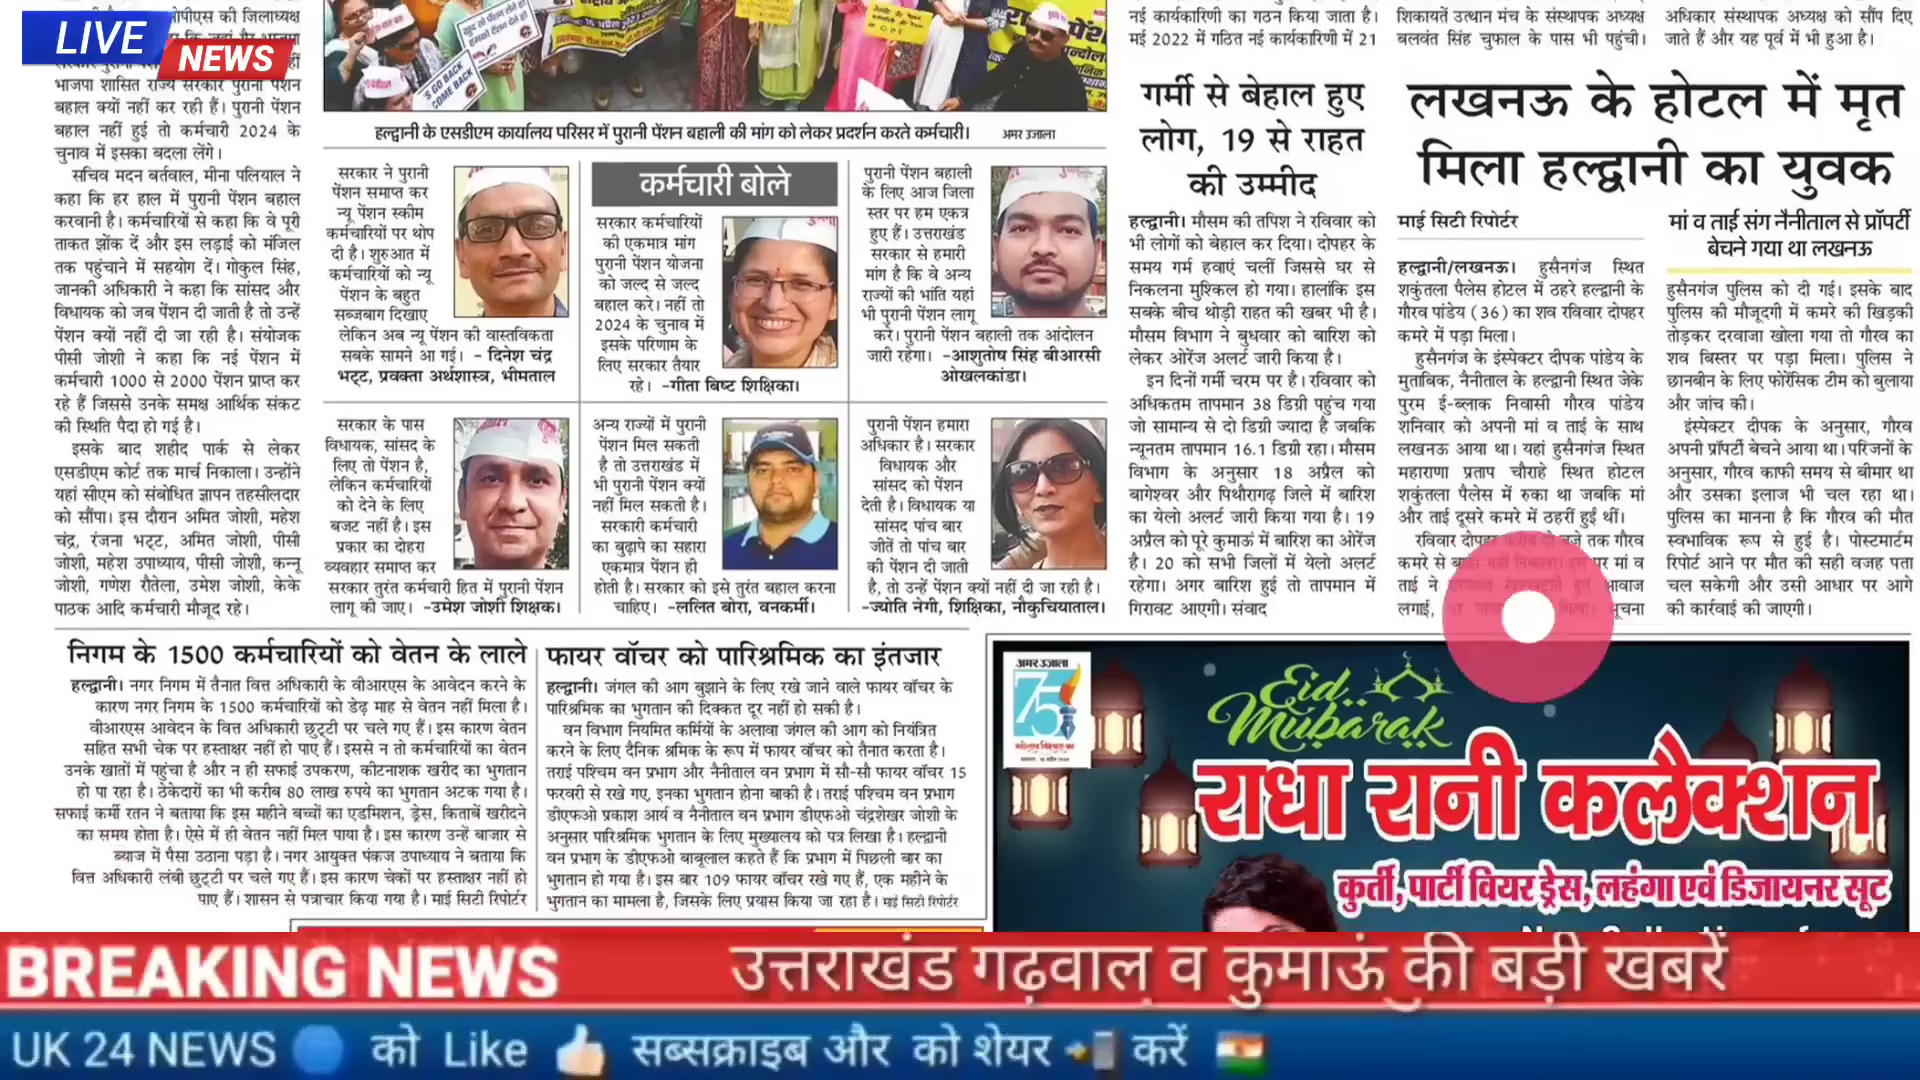 LIVE
NEWS
भाजपा शासित राज्य सरकार पुरानी पेंशन
बहाल क्यों नहीं कर रही हैं। पुरानी पेंशन
बहाल नहीं हुई तो कर्मचारी 2024 के
चुनाव में इसका बदला लेंगे।
सचिव मदन बर्तवाल, मीना पलियाल ने
कहा कि हर हाल में पुरानी पेंशन बहाल
करवानी है। कर्मचारियों से कहा कि वे पूरी
ताकत झोंक दें और इस लड़ाई को मंजिल
तक पहुंचाने में सहयोग दें। गोकुल सिंह,
जानकी अधिकारी ने कहा कि सांसद और
विधायक को जब पेंशन दी जाती है तो उन्हें
पेंशन क्यों नहीं दी जा रही है। संयोजक
पीसी जोशी ने कहा कि नई पेंशन में
कर्मचारी 1000 से 2000 पेंशन प्राप्त कर
रहे हैं जिससे उनके समक्ष आर्थिक संकट
की स्थिति पैदा हो गई है।
इसके बाद शहीद पार्क से लेकर
एसडीएम कोर्ट तक मार्च निकाला। उन्होंने
यहां सीएम को संबोधित ज्ञापन तहसीलदार
को सौंपा। इस दौरान अमित जोशी, महेश
चंद्र, रंजना भट्ट, अमित जोशी, पीसी
जोशी, महेश उपाध्याय, पीसी जोशी, कन्नू
जोशी, गणेश रौतेला, उमेश जोशी, केके
पाठक आदि कर्मचारी मौजूद रहे।
हल्द्वानी के एसडीएम कार्यालय परिसर में पुरानी पेंशन बहाली की मांग को लेकर प्रदर्शन करते कर्मचारी। अमर उजाला
सरकार ने पुरानी
पेंशन समाप्त कर
न्यू पेंशन स्कीम
कर्मचारियों पर थोप
दी है। शुरुआत में
कर्मचारियों को न्यू
पेंशन के बहुत
सब्जबाग दिखाए
लेकिन अब न्यू पेंशन की वास्तविकता
सबके सामने आ गई। - दिनेश चंद्र
भट्ट, प्रवक्ता अर्थशास्त्र, भीमताल
कर्मचारी बोले
सरकार कर्मचारियों
की एकमात्र मांग
पुरानी पेंशन योजना
को जल्द से जल्द
बहाल करे। नहीं तो
2024 के चुनाव में
इसके परिणाम के
लिए सरकार तैयार
रहे। -गीता बिष्ट शिक्षिका।
पुरानी पेंशन बहाली
के लिए आज जिला
स्तर पर हम एकत्र
हुए हैं। उत्तराखंड
सरकार से हमारी
मांग है कि वे अन्य
राज्यों की भांति यहां
भी पुरानी पेंशन लागू
करे। पुरानी पेंशन बहाली तक आंदोलन
जारी रहेगा। -आशुतोष सिंह बीआरसी
ओखलकांडा।
सरकार के पास
विधायक, सांसद के
लिए तो पेंशन है,
लेकिन कर्मचारियों
को देने के लिए
बजट नहीं है। इस
प्रकार का दोहरा
व्यवहार समाप्त कर
सरकार तुरंत कर्मचारी हित में पुरानी पेंशन
लागू की जाए। -उमेश जोशी शिक्षक।
अन्य राज्यों में पुरानी
पेंशन मिल सकती
है तो उत्तराखंड में
भी पुरानी पेंशन क्यों
नहीं मिल सकती है।
सरकारी कर्मचारी
का बुढ़ापे का सहारा
एकमात्र पेंशन ही
होती है। सरकार को इसे तुरंत बहाल करना
चाहिए। -ललित बोरा, वनकर्मी।
पुरानी पेंशन हमारा
अधिकार है। सरकार
विधायक और
सांसद को पेंशन
देती है। विधायक या
सांसद पांच बार
जीतें तो पांच बार
की पेंशन दी जाती
है, तो उन्हें पेंशन क्यों नहीं दी जा रही है।
-ज्योति नेगी, शिक्षिका, नौकुचियाताल।
नई कार्यकारिणी का गठन किया जाता है।
मई 2022 में गठित नई कार्यकारिणी में 21
शिकायतें उत्थान मंच के संस्थापक अध्यक्ष
बलवंत सिंह चुफाल के पास भी पहुंची।
अधिकार संस्थापक अध्यक्ष को सौंप दिए
जाते हैं और यह पूर्व में भी हुआ है।
गर्मी से बेहाल हुए
लोग, 19 से राहत
की उम्मीद
हल्द्वानी। मौसम की तपिश ने रविवार को
भी लोगों को बेहाल कर दिया। दोपहर के
समय गर्म हवाएं चलीं जिससे घर से
निकलना मुश्किल हो गया। हालांकि इस
सबके बीच थोड़ी राहत की खबर भी है।
मौसम विभाग ने बुधवार को बारिश को
लेकर ओरेंज अलर्ट जारी किया है।
इन दिनों गर्मी चरम पर है। रविवार को
अधिकतम तापमान 38 डिग्री पहुंच गया
जो सामान्य से दो डिग्री ज्यादा है जबकि
न्यूनतम तापमान 16.1 डिग्री रहा। मौसम
विभाग के अनुसार 18 अप्रैल को
बागेश्वर और पिथौरागढ़ जिले में बारिश
का येलो अलर्ट जारी किया गया है। 19
अप्रैल को पूरे कुमाऊं में बारिश का ओरेंज
है। 20 को सभी जिलों में येलो अलर्ट
रहेगा। अगर बारिश हुई तो तापमान में
गिरावट आएगी। संवाद
लखनऊ के होटल में मृत
मिला हल्द्वानी का युवक
माई सिटी रिपोर्टर
हल्द्वानी/लखनऊ। हुसैनगंज स्थित
शकुंतला पैलेस होटल में ठहरे हल्द्वानी के
गौरव पांडेय (36) का शव रविवार दोपहर
कमरे में पड़ा मिला।
हुसैनगंज के इंस्पेक्टर दीपक पांडेय के
मुताबिक, नैनीताल के हल्द्वानी स्थित जेके
पुरम ई-ब्लाक निवासी गौरव पांडेय
शनिवार को अपनी मां व ताई के साथ
लखनऊ आया था। यहां हुसैनगंज स्थित
महाराणा प्रताप चौराहे स्थित होटल
शकुंतला पैलेस में रुका था जबकि मां
और ताई दूसरे कमरे में ठहरीं हुईं थीं।
रविवार दोपहर बजे तक गौरव
कमरे से पर मां व
ताई ने आवाज
लगाई, सूचना
मां व ताई संग नैनीताल से प्रॉपर्टी
बेचने गया था लखनऊ
हुसैनगंज पुलिस को दी गई। इसके बाद
पुलिस की मौजूदगी में कमरे की खिड़की
तोड़कर दरवाजा खोला गया तो गौरव का
शव बिस्तर पर पड़ा मिला। पुलिस ने
छानबीन के लिए फोरेंसिक टीम को बुलाया
और जांच की।
इंस्पेक्टर दीपक के अनुसार, गौरव
अपनी प्रॉपर्टी बेचने आया था। परिजनों के
अनुसार, गौरव काफी समय से बीमार था
और उसका इलाज भी चल रहा था।
पुलिस का मानना है कि गौरव की मौत
स्वभाविक रूप से हुई है। पोस्टमार्टम
रिपोर्ट आने पर मौत की सही वजह पता
चल सकेगी और उसी आधार पर आगे
की कार्रवाई की जाएगी।
निगम के 1500 कर्मचारियों को वेतन के लाले
हल्द्वानी। नगर निगम में तैनात वित्त अधिकारी के वीआरएस के आवेदन करने के
कारण नगर निगम के 1500 कर्मचारियों को डेढ़ माह से वेतन नहीं मिला है।
वीआरएस आवेदन के वित्त अधिकारी छुट्टी पर चले गए हैं। इस कारण वेतन
सहित सभी चेक पर हस्ताक्षर नहीं हो पाए हैं। इससे न तो कर्मचारियों का वेतन
उनके खातों में पहुंचा है और न ही सफाई उपकरण, कीटनाशक खरीद का भुगतान
हो पा रहा है। ठेकेदारों का भी करीब 80 लाख रुपये का भुगतान अटक गया है।
सफाई कर्मी रतन ने बताया कि इस महीने बच्चों का एडमिशन, ड्रेस, किताबें खरीदने
का समय होता है। ऐसे में ही वेतन नहीं मिल पाया है। इस कारण उन्हें बाजार से
ब्याज में पैसा उठाना पड़ा है। नगर आयुक्त पंकज उपाध्याय ने बताया कि
वित्त अधिकारी लंबी छुट्टी पर चले गए हैं। इस कारण चेकों पर हस्ताक्षर नहीं हो
पाए हैं। शासन से पत्राचार किया गया है। माई सिटी रिपोर्टर
फायर वॉचर को पारिश्रमिक का इंतजार
हल्द्वानी। जंगल की आग बुझाने के लिए रखे जाने वाले फायर वॉचर के
पारिश्रमिक का भुगतान की दिक्कत दूर नहीं हो सकी है।
वन विभाग नियमित कर्मियों के अलावा जंगल की आग को नियंत्रित
करने के लिए दैनिक श्रमिक के रूप में फायर वॉचर को तैनात करता है।
तराई पश्चिम वन प्रभाग और नैनीताल वन प्रभाग में सौ-सौ फायर वॉचर 15
फरवरी से रखे गए, इनका भुगतान होना बाकी है। तराई पश्चिम वन प्रभाग
डीएफओ प्रकाश आर्य व नैनीताल वन प्रभाग डीएफओ चंद्रशेखर जोशी के
अनुसार पारिश्रमिक भुगतान के लिए मुख्यालय को पत्र लिखा है। हल्द्वानी
वन प्रभाग के डीएफओ बाबूलाल कहते हैं कि प्रभाग में पिछली बार का
भुगतान हो गया है। इस बार 109 फायर वॉचर रखे गए हैं, एक महीने के
भुगतान का मामला है, जिसके लिए प्रयास किया जा रहा है। माई सिटी रिपोर्टर
अमर उजाला
75
Eid
Mubarak
राधा रानी कलैक्शन
कुर्ती, पार्टी वियर ड्रेस, लहंगा एवं डिजायनर सूट
BREAKING NEWS
उत्तराखंड गढ़वाल व कुमाऊं की बड़ी खबरें
UK 24 NEWS 🔵 को Like 👍🏻 सब्सक्राइब और को शेयर 📲 करें 🇮🇳